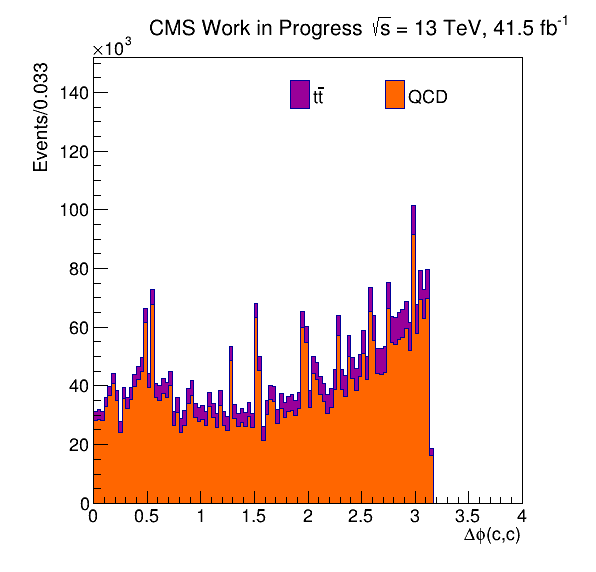 CMS Work in Progress √s = 13 TeV, 41.5 fb⁻¹
×10³
Events/0.033
tt̄
QCD
140
120
100
80
60
40
20
0
0 0.5 1 1.5 2 2.5 3 3.5 4
Δϕ(c,c)